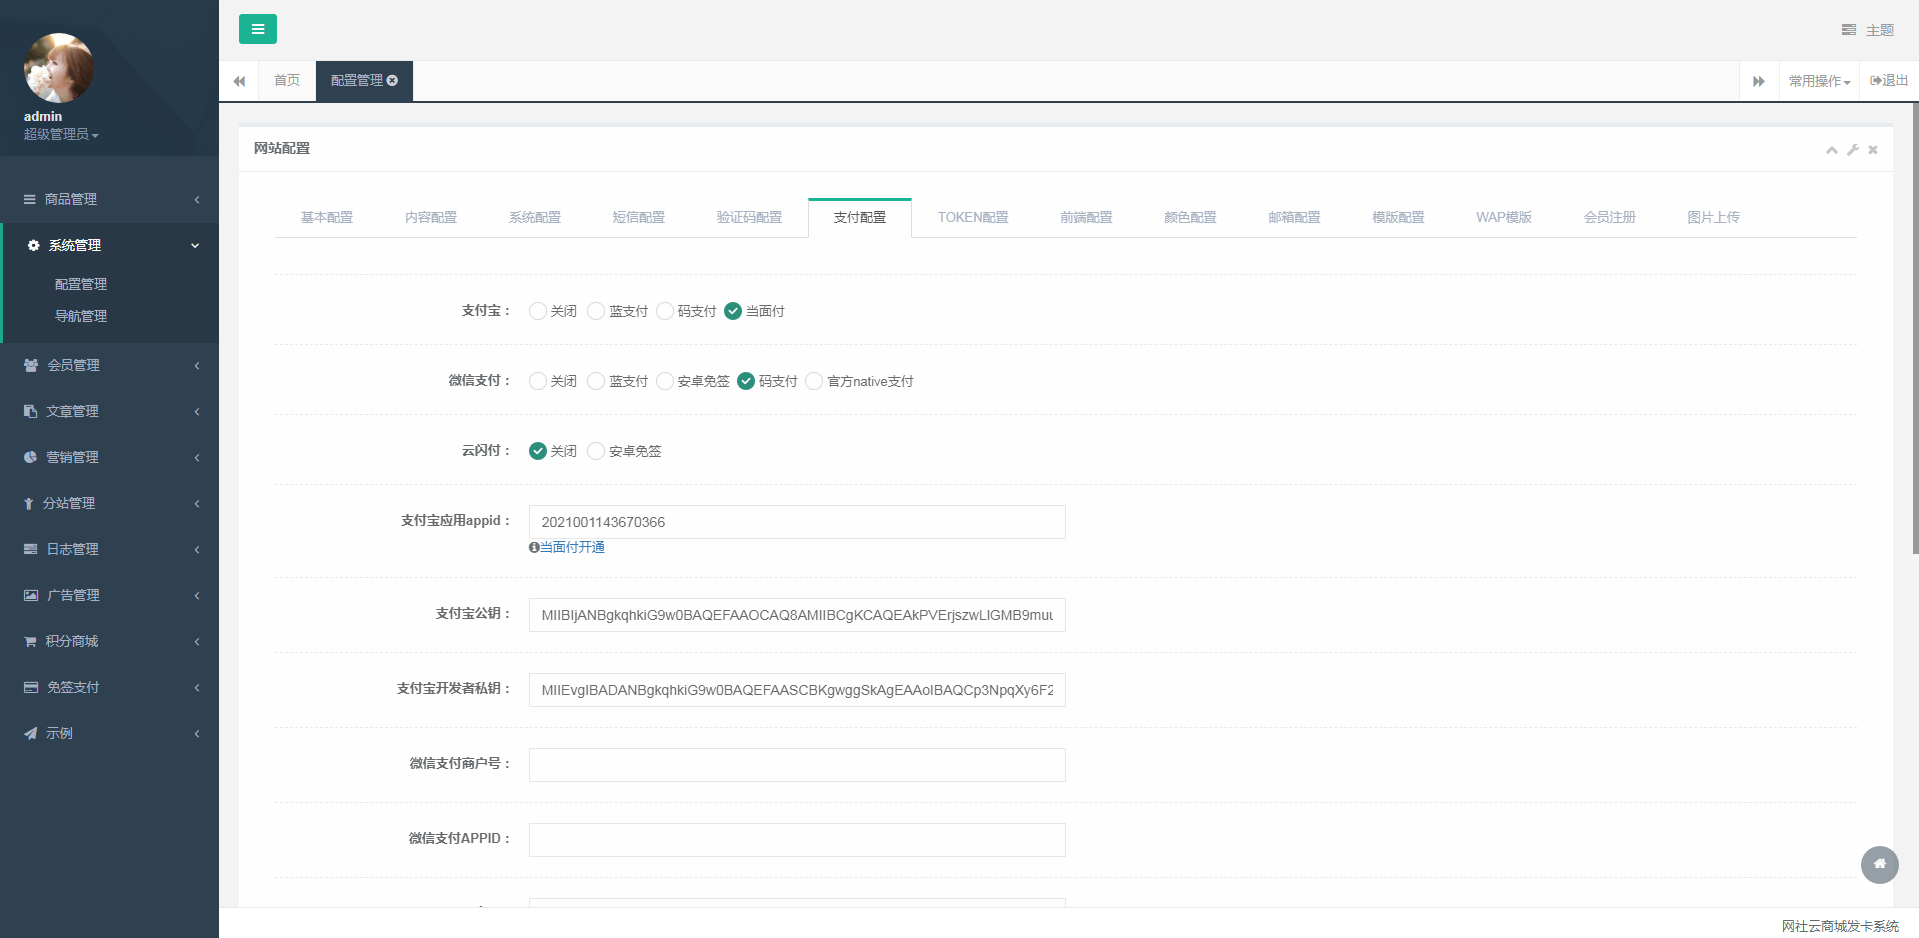 主题
首页
配置管理
常用操作
退出
admin
超级管理员
商品管理
系统管理
配置管理
导航管理
会员管理
文章管理
营销管理
分站管理
日志管理
广告管理
积分商城
免签支付
示例
网站配置
基本配置 内容配置 系统配置 短信配置 验证码配置 支付配置 TOKEN配置 前端配置 颜色配置 邮箱配置 模版配置 WAP模版 会员注册 图片上传
支付宝： 关闭 蓝支付 码支付 当面付
微信支付： 关闭 蓝支付 安卓免签 码支付 官方native支付
云闪付： 关闭 安卓免签
支付宝应用appid： 2021001143670366
当面付开通
支付宝公钥： MIIBIjANBgkqhkiG9w0BAQEFAAOCAQ8AMIIBCgKCAQEAkPVErjszwLIGMB9muu
支付宝开发者私钥： MIIEvgIBADANBgkqhkiG9w0BAQEFAASCBKgwggSkAgEAAoIBAQCp3NpqXy6F2
微信支付商户号：
微信支付APPID：
网社云商城发卡系统